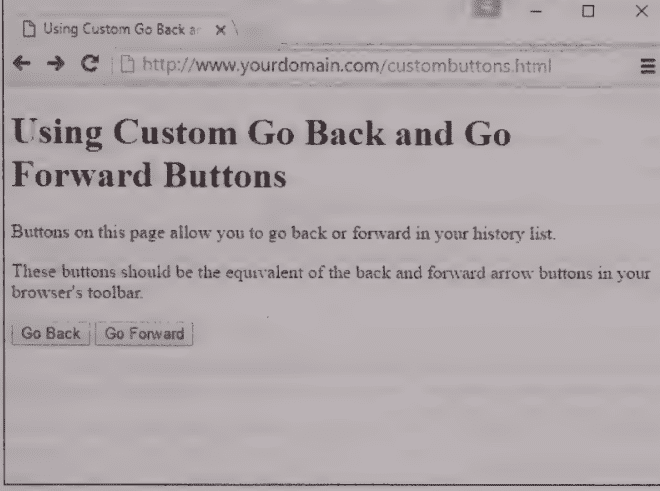 Using Custom Go Back ar
http://www.yourdomain.com/custombuttons.html
Using Custom Go Back and Go
Forward Buttons
Buttons on this page allow you to go back or forward in your history list.
These buttons should be the equivalent of the back and forward arrow buttons in your
browser's toolbar.
Go Back Go Forward